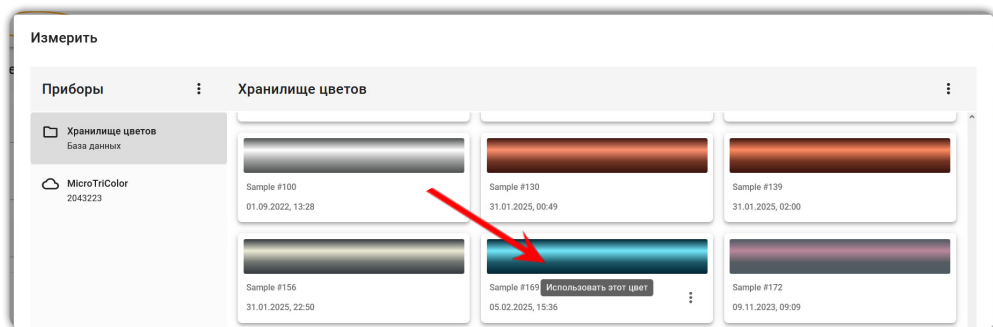 Измерить
Приборы
Хранилище цветов
Хранилище цветов
База данных
MicroTriColor
2043223
Sample #100
01.09.2022, 13:28
Sample #130
31.01.2025, 00:49
Sample #139
31.01.2025, 02:00
Sample #156
31.01.2025, 22:50
Sample #169
Использовать этот цвет
05.02.2025, 15:36
Sample #172
09.11.2023, 09:09